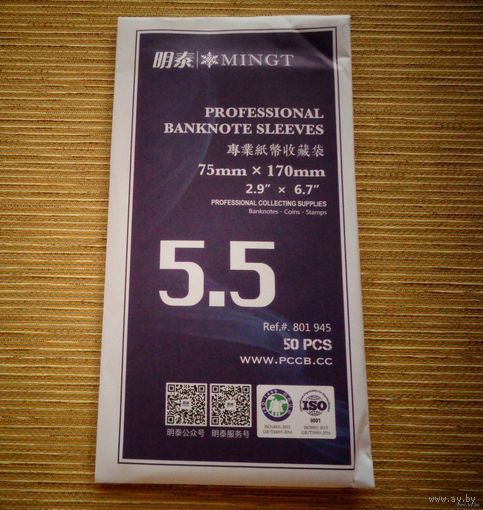 明泰 MINGT
PROFESSIONAL
BANKNOTE SLEEVES
專業紙幣收藏袋
75mm × 170mm
2.9" × 6.7"
PROFESSIONAL COLLECTING SUPPLIES
Banknotes - Coins - Stamps
5.5
Ref.#. 801 945
50 PCS
WWW.PCCB.CC
ISO
9001
明泰公众号 明泰服务号
www.ay.by